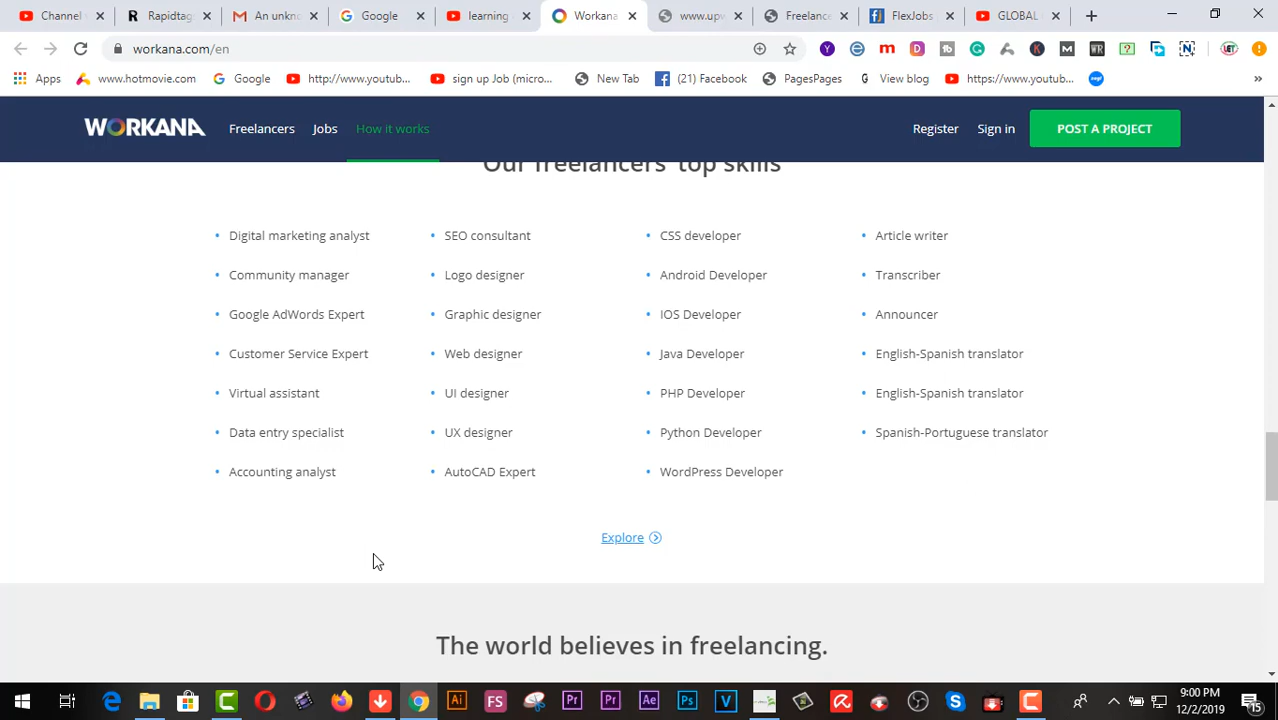 Channel
Rapidtag
An unkn
Google
learning
Workana
www.upw
Freelance
FlexJobs
GLOBAL
workana.com/en
Apps
www.hotmovie.com
Google
http://www.youtub...
sign up Job (micro...
New Tab
(21) Facebook
PagesPages
View blog
https://www.youtub...
WORKANA
Freelancers
Jobs
How it works
Register
Sign in
POST A PROJECT
Our freelancers' top skills
Digital marketing analyst
Community manager
Google AdWords Expert
Customer Service Expert
Virtual assistant
Data entry specialist
Accounting analyst
SEO consultant
Logo designer
Graphic designer
Web designer
UI designer
UX designer
AutoCAD Expert
CSS developer
Android Developer
IOS Developer
Java Developer
PHP Developer
Python Developer
WordPress Developer
Article writer
Transcriber
Announcer
English-Spanish translator
English-Spanish translator
Spanish-Portuguese translator
Explore
The world believes in freelancing.
9:00 PM
12/2/2019
15